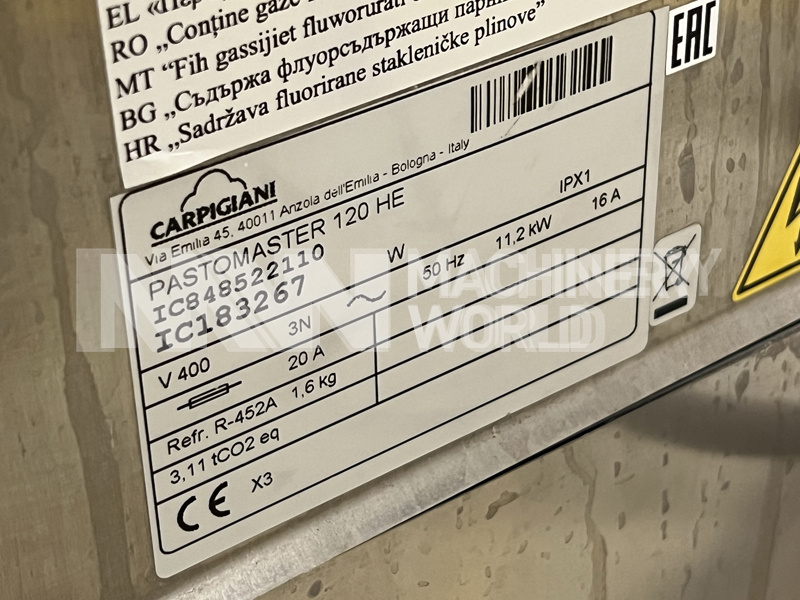 EL «Περ
RO „Conține gaze
MT “Fih gassijiet fluworurati
BG „Съдържа флуорсъдържащи парни
HR „Sadržava fluorirane stakleničke plinove”
EAC
CARPIGIANI
Via Emilia 45, 40011 Anzola dell'Emilia - Bologna - Italy
PASTOMASTER 120 HE
IPX1
IC848522110
W
IC183267
V 400 3N ~ 50 Hz 11,2 kW 16 A
20 A
Refr. R-452A 1,6 kg
3,11 tCO2 eq
CE X3
MACHINERY
WORLD